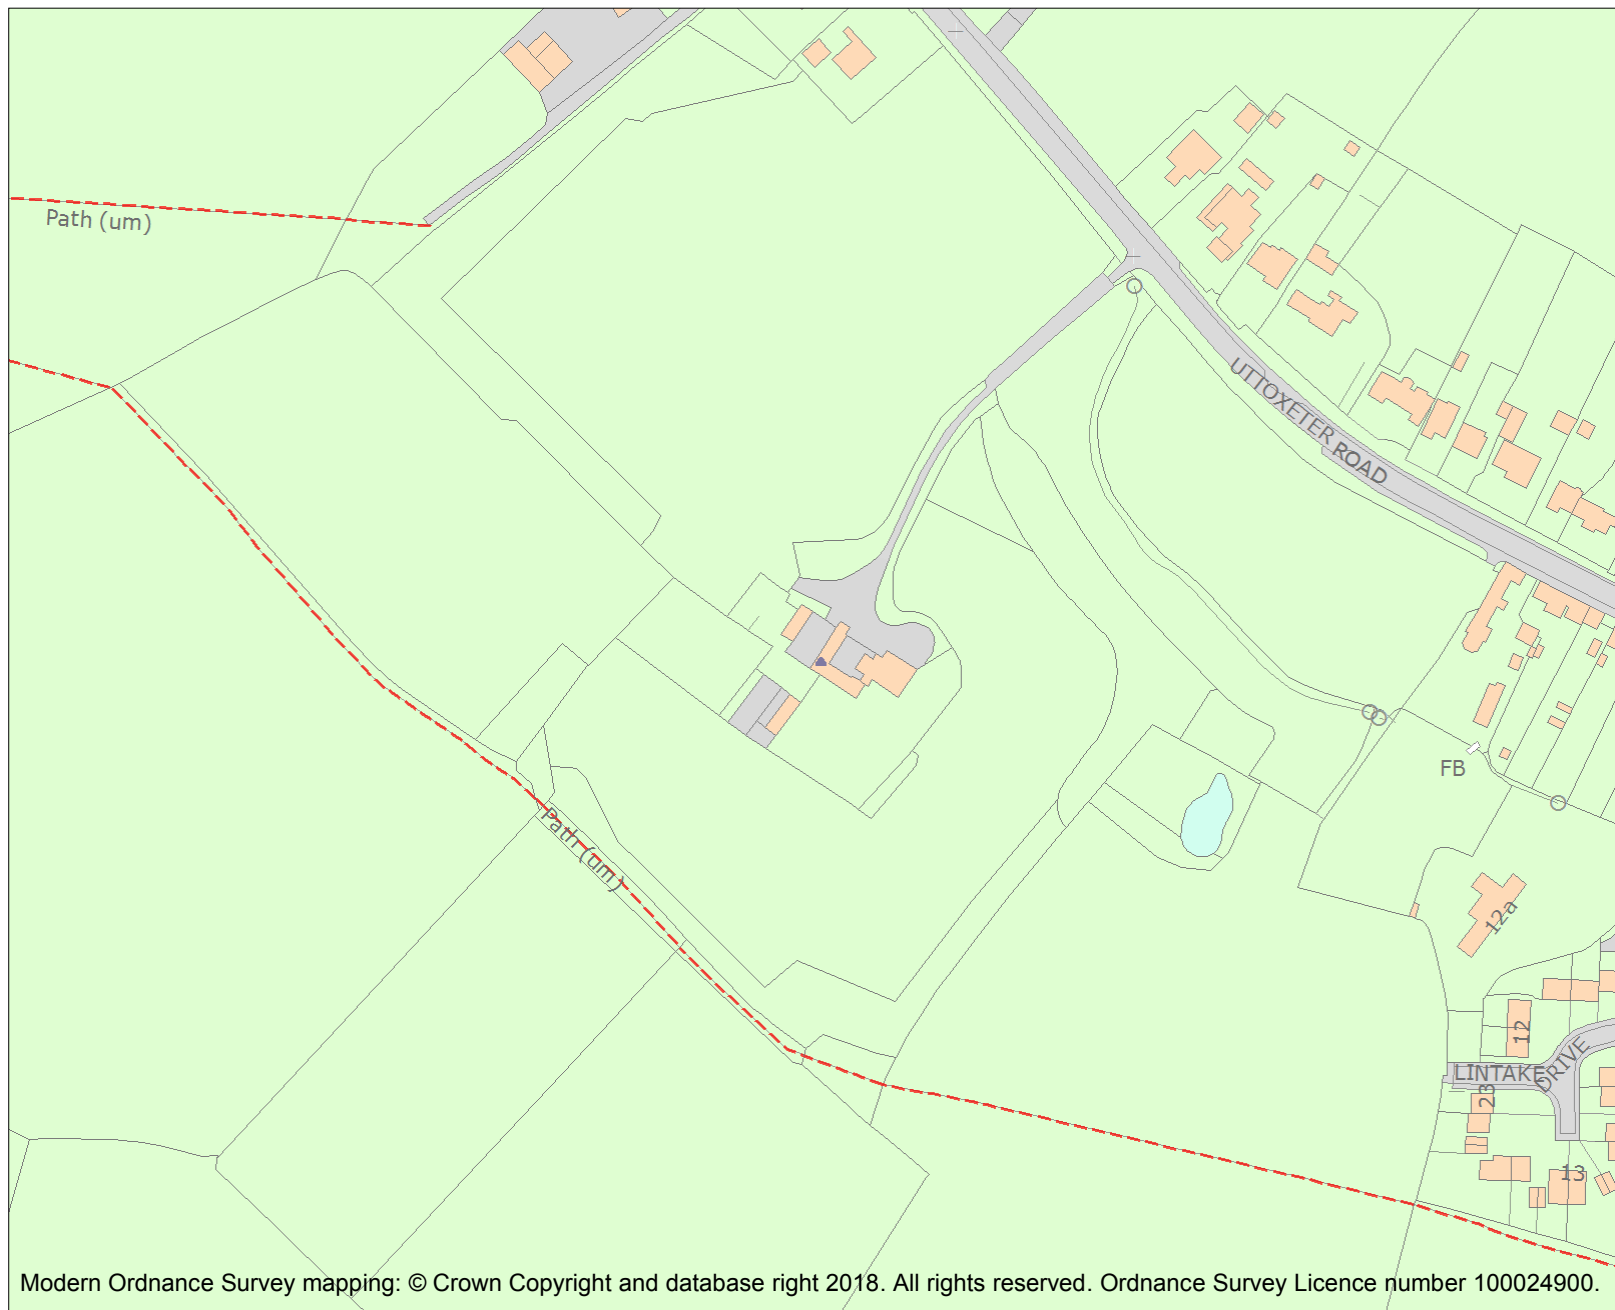 Path (um)
UTTOXETER ROAD
FB
Path (um)
12a
12
LINTAKE DRIVE
23
13
Modern Ordnance Survey mapping: © Crown Copyright and database right 2018. All rights reserved. Ordnance Survey Licence number 100024900.